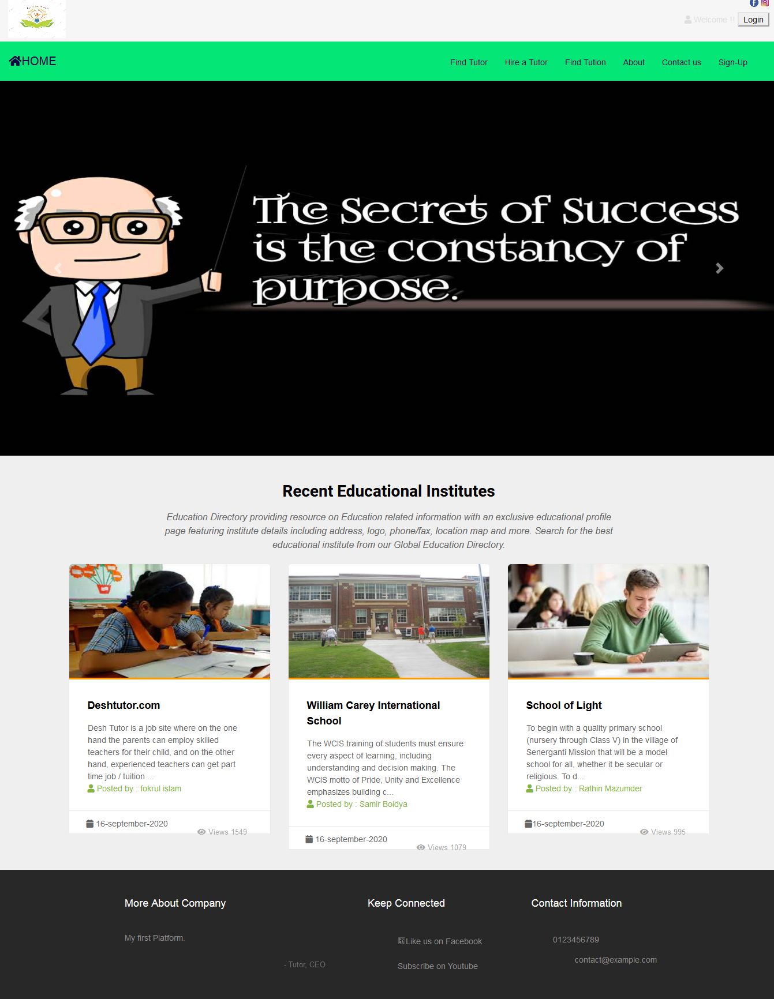 Welcome !! Login
HOME
Find Tutor Hire a Tutor Find Tution About Contact us Sign-Up
The Secret of Success
is the constancy of
purpose.
Recent Educational Institutes
Education Directory providing resource on Education related information with an exclusive educational profile
page featuring institute details including address, logo, phone/fax, location map and more. Search for the best
educational institute from our Global Education Directory.
Deshtutor.com
Desh Tutor is a job site where on the one
hand the parents can employ skilled
teachers for their child, and on the other
hand, experienced teachers can get part
time job / tuition ...
Posted by : fokrul islam
16-september-2020
Views 1549
William Carey International
School
The WCIS training of students must ensure
every aspect of learning, including
understanding and decision making. The
WCIS motto of Pride, Unity and Excellence
emphasizes building c...
Posted by : Samir Boidya
16-september-2020
Views 1079
School of Light
To begin with a quality primary school
(nursery through Class V) in the village of
Senerganti Mission that will be a model
school for all, whether it be secular or
religious. To d...
Posted by : Rathin Mazumder
16-september-2020
Views 995
More About Company
My first Platform.
- Tutor, CEO
Keep Connected
Like us on Facebook
Subscribe on Youtube
Contact Information
0123456789
contact@example.com